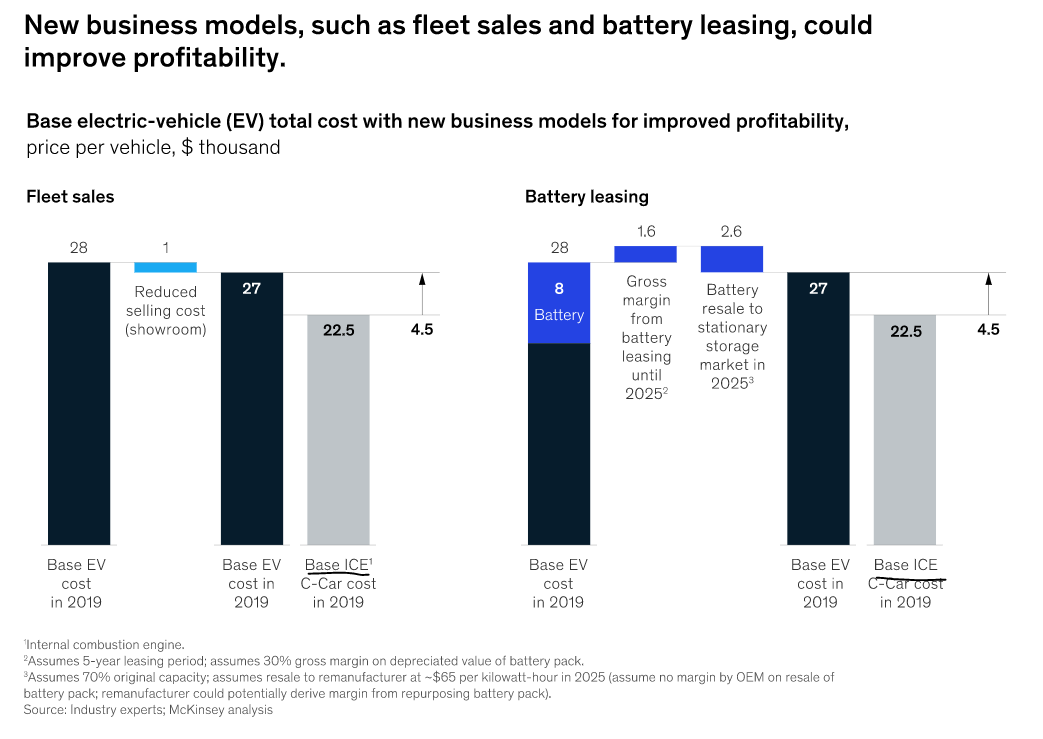 New business models, such as fleet sales and battery leasing, could
improve profitability.
Base electric-vehicle (EV) total cost with new business models for improved profitability,
price per vehicle, $ thousand
Fleet sales
28
1
Reduced
selling cost
(showroom)
27
22.5
4.5
Base EV
cost
in 2019
Base EV
cost in
2019
Base ICE¹
C-Car cost
in 2019
Battery leasing
28
8
Battery
1.6
Gross
margin
from
battery
leasing
until
2025²
2.6
Battery
resale to
stationary
storage
market in
2025³
27
22.5
4.5
Base EV
cost
in 2019
Base EV
cost in
2019
Base ICE
C-Car cost
in 2019
¹Internal combustion engine.
²Assumes 5-year leasing period; assumes 30% gross margin on depreciated value of battery pack.
³Assumes 70% original capacity; assumes resale to remanufacturer at ~$65 per kilowatt-hour in 2025 (assume no margin by OEM on resale of
battery pack; remanufacturer could potentially derive margin from repurposing battery pack).
Source: Industry experts; McKinsey analysis